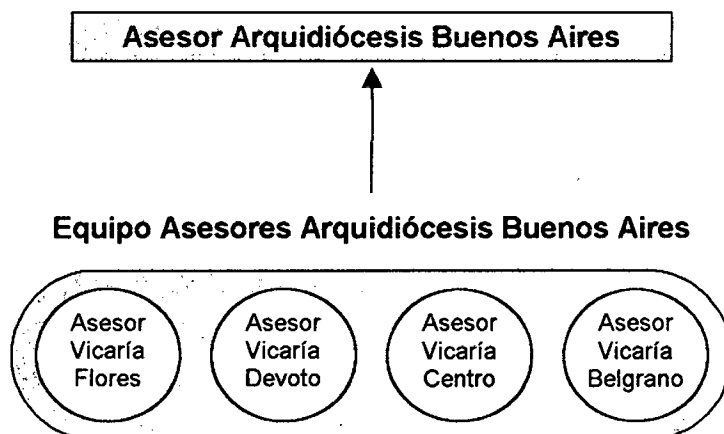 Asesor Arquidiócesis Buenos Aires
Equipo Asesores Arquidiócesis Buenos Aires
Asesor
Vicaría
Flores
Asesor
Vicaría
Devoto
Asesor
Vicaría
Centro
Asesor
Vicaría
Belgrano